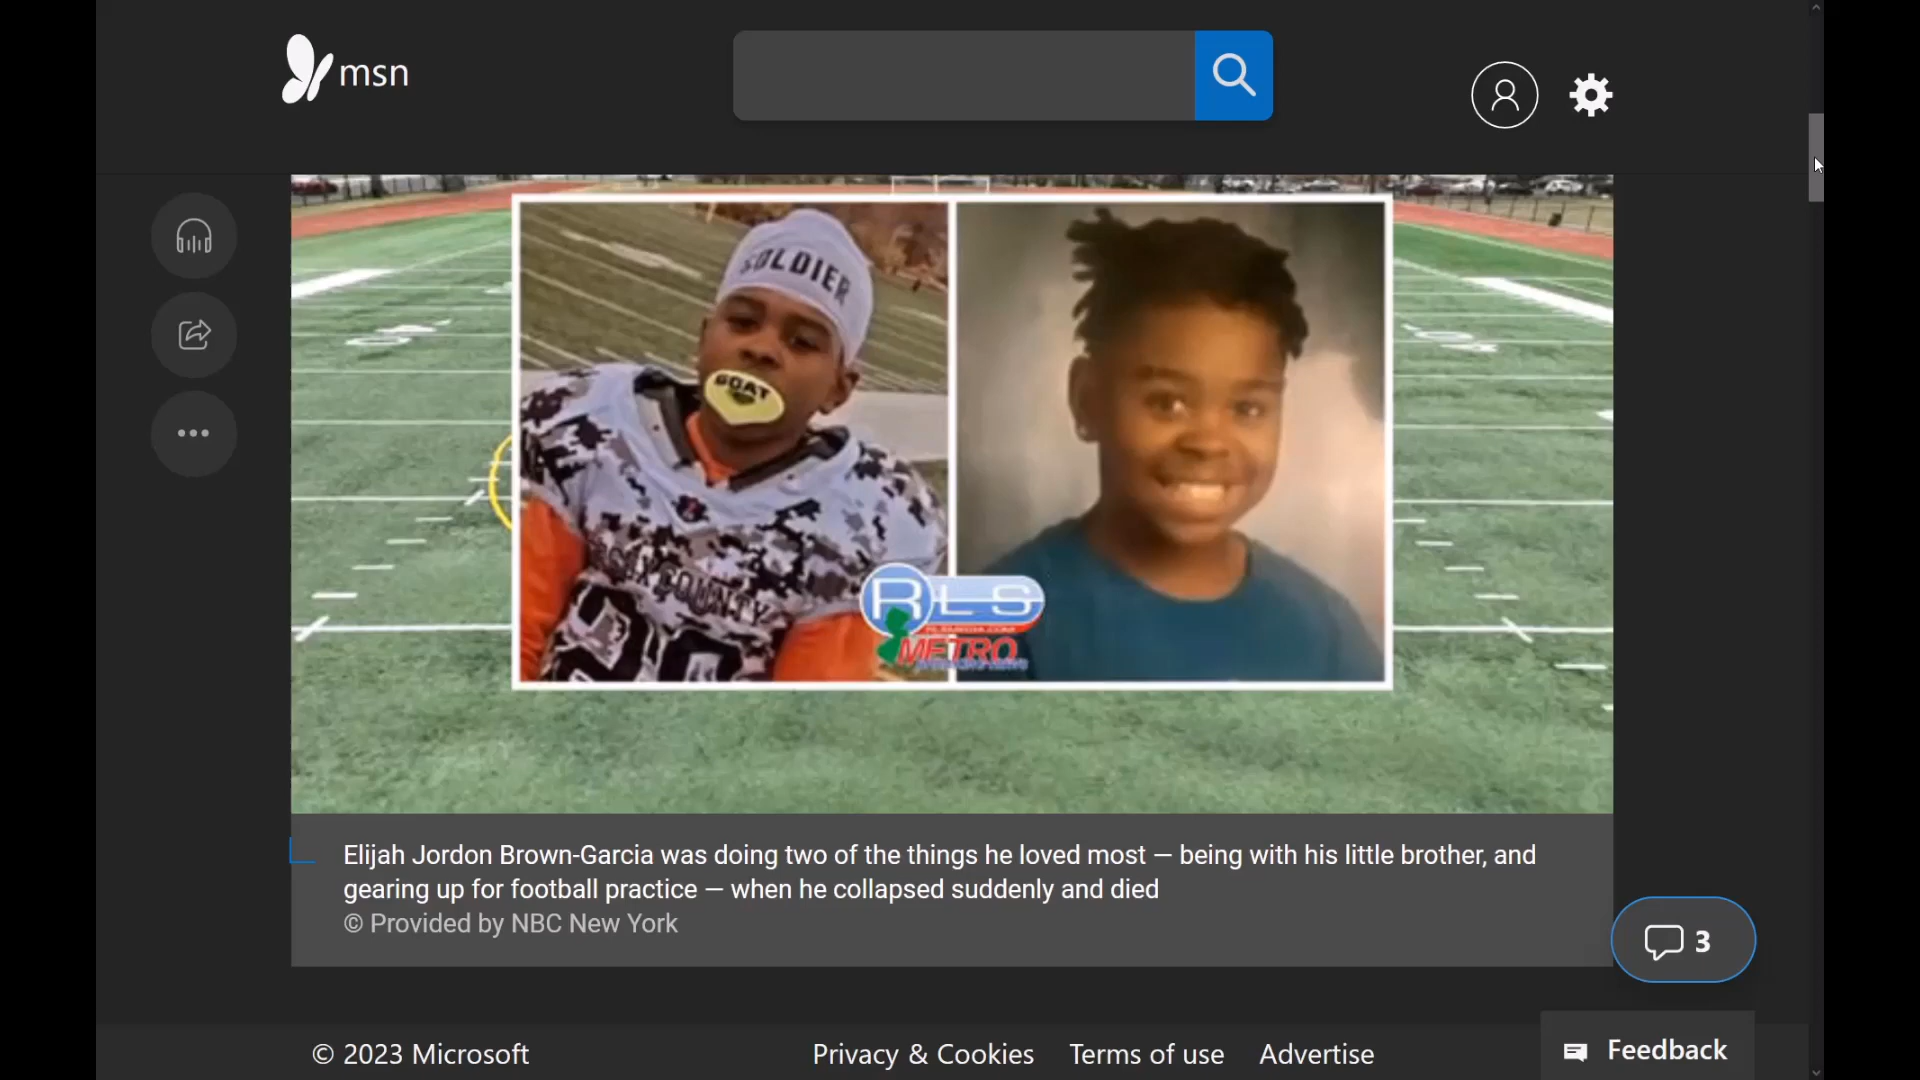 msn
SOLDIER
GOAT
COUNTY
RLS
METRO
Elijah Jordon Brown-Garcia was doing two of the things he loved most — being with his little brother, and
gearing up for football practice — when he collapsed suddenly and died
© Provided by NBC New York
3
© 2023 Microsoft
Privacy & Cookies
Terms of use
Advertise
Feedback